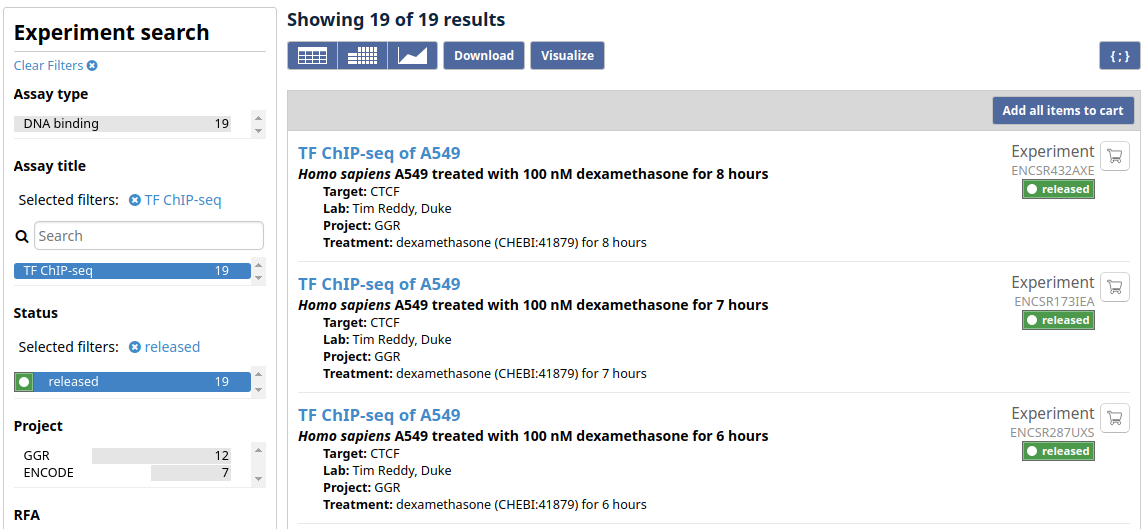 Experiment search
Clear Filters
Assay type
DNA binding 19
Assay title
Selected filters: TF ChIP-seq
Search
TF ChIP-seq 19
Status
Selected filters: released
released 19
Project
GGR 12
ENCODE 7
RFA
Showing 19 of 19 results
Download Visualize { ; }
Add all items to cart
TF ChIP-seq of A549
Experiment
Homo sapiens A549 treated with 100 nM dexamethasone for 8 hours
ENCSR432AXE
released
Target: CTCF
Lab: Tim Reddy, Duke
Project: GGR
Treatment: dexamethasone (CHEBI:41879) for 8 hours
TF ChIP-seq of A549
Experiment
Homo sapiens A549 treated with 100 nM dexamethasone for 7 hours
ENCSR173IEA
released
Target: CTCF
Lab: Tim Reddy, Duke
Project: GGR
Treatment: dexamethasone (CHEBI:41879) for 7 hours
TF ChIP-seq of A549
Experiment
Homo sapiens A549 treated with 100 nM dexamethasone for 6 hours
ENCSR287UXS
released
Target: CTCF
Lab: Tim Reddy, Duke
Project: GGR
Treatment: dexamethasone (CHEBI:41879) for 6 hours